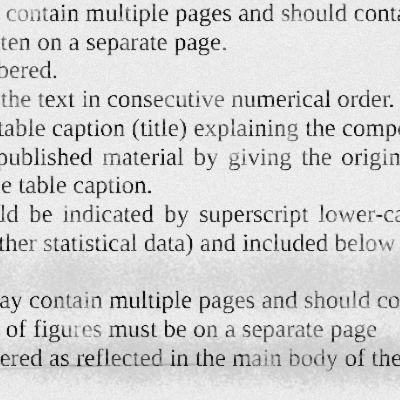 contain multiple pages and should conta
ten on a separate page.
bered.
the text in consecutive numerical order.
table caption (title) explaining the compo
published material by giving the origin
e table caption.
ld be indicated by superscript lower-ca
ther statistical data) and included below
ay contain multiple pages and should co
of figures must be on a separate page
ered as reflected in the main body of the